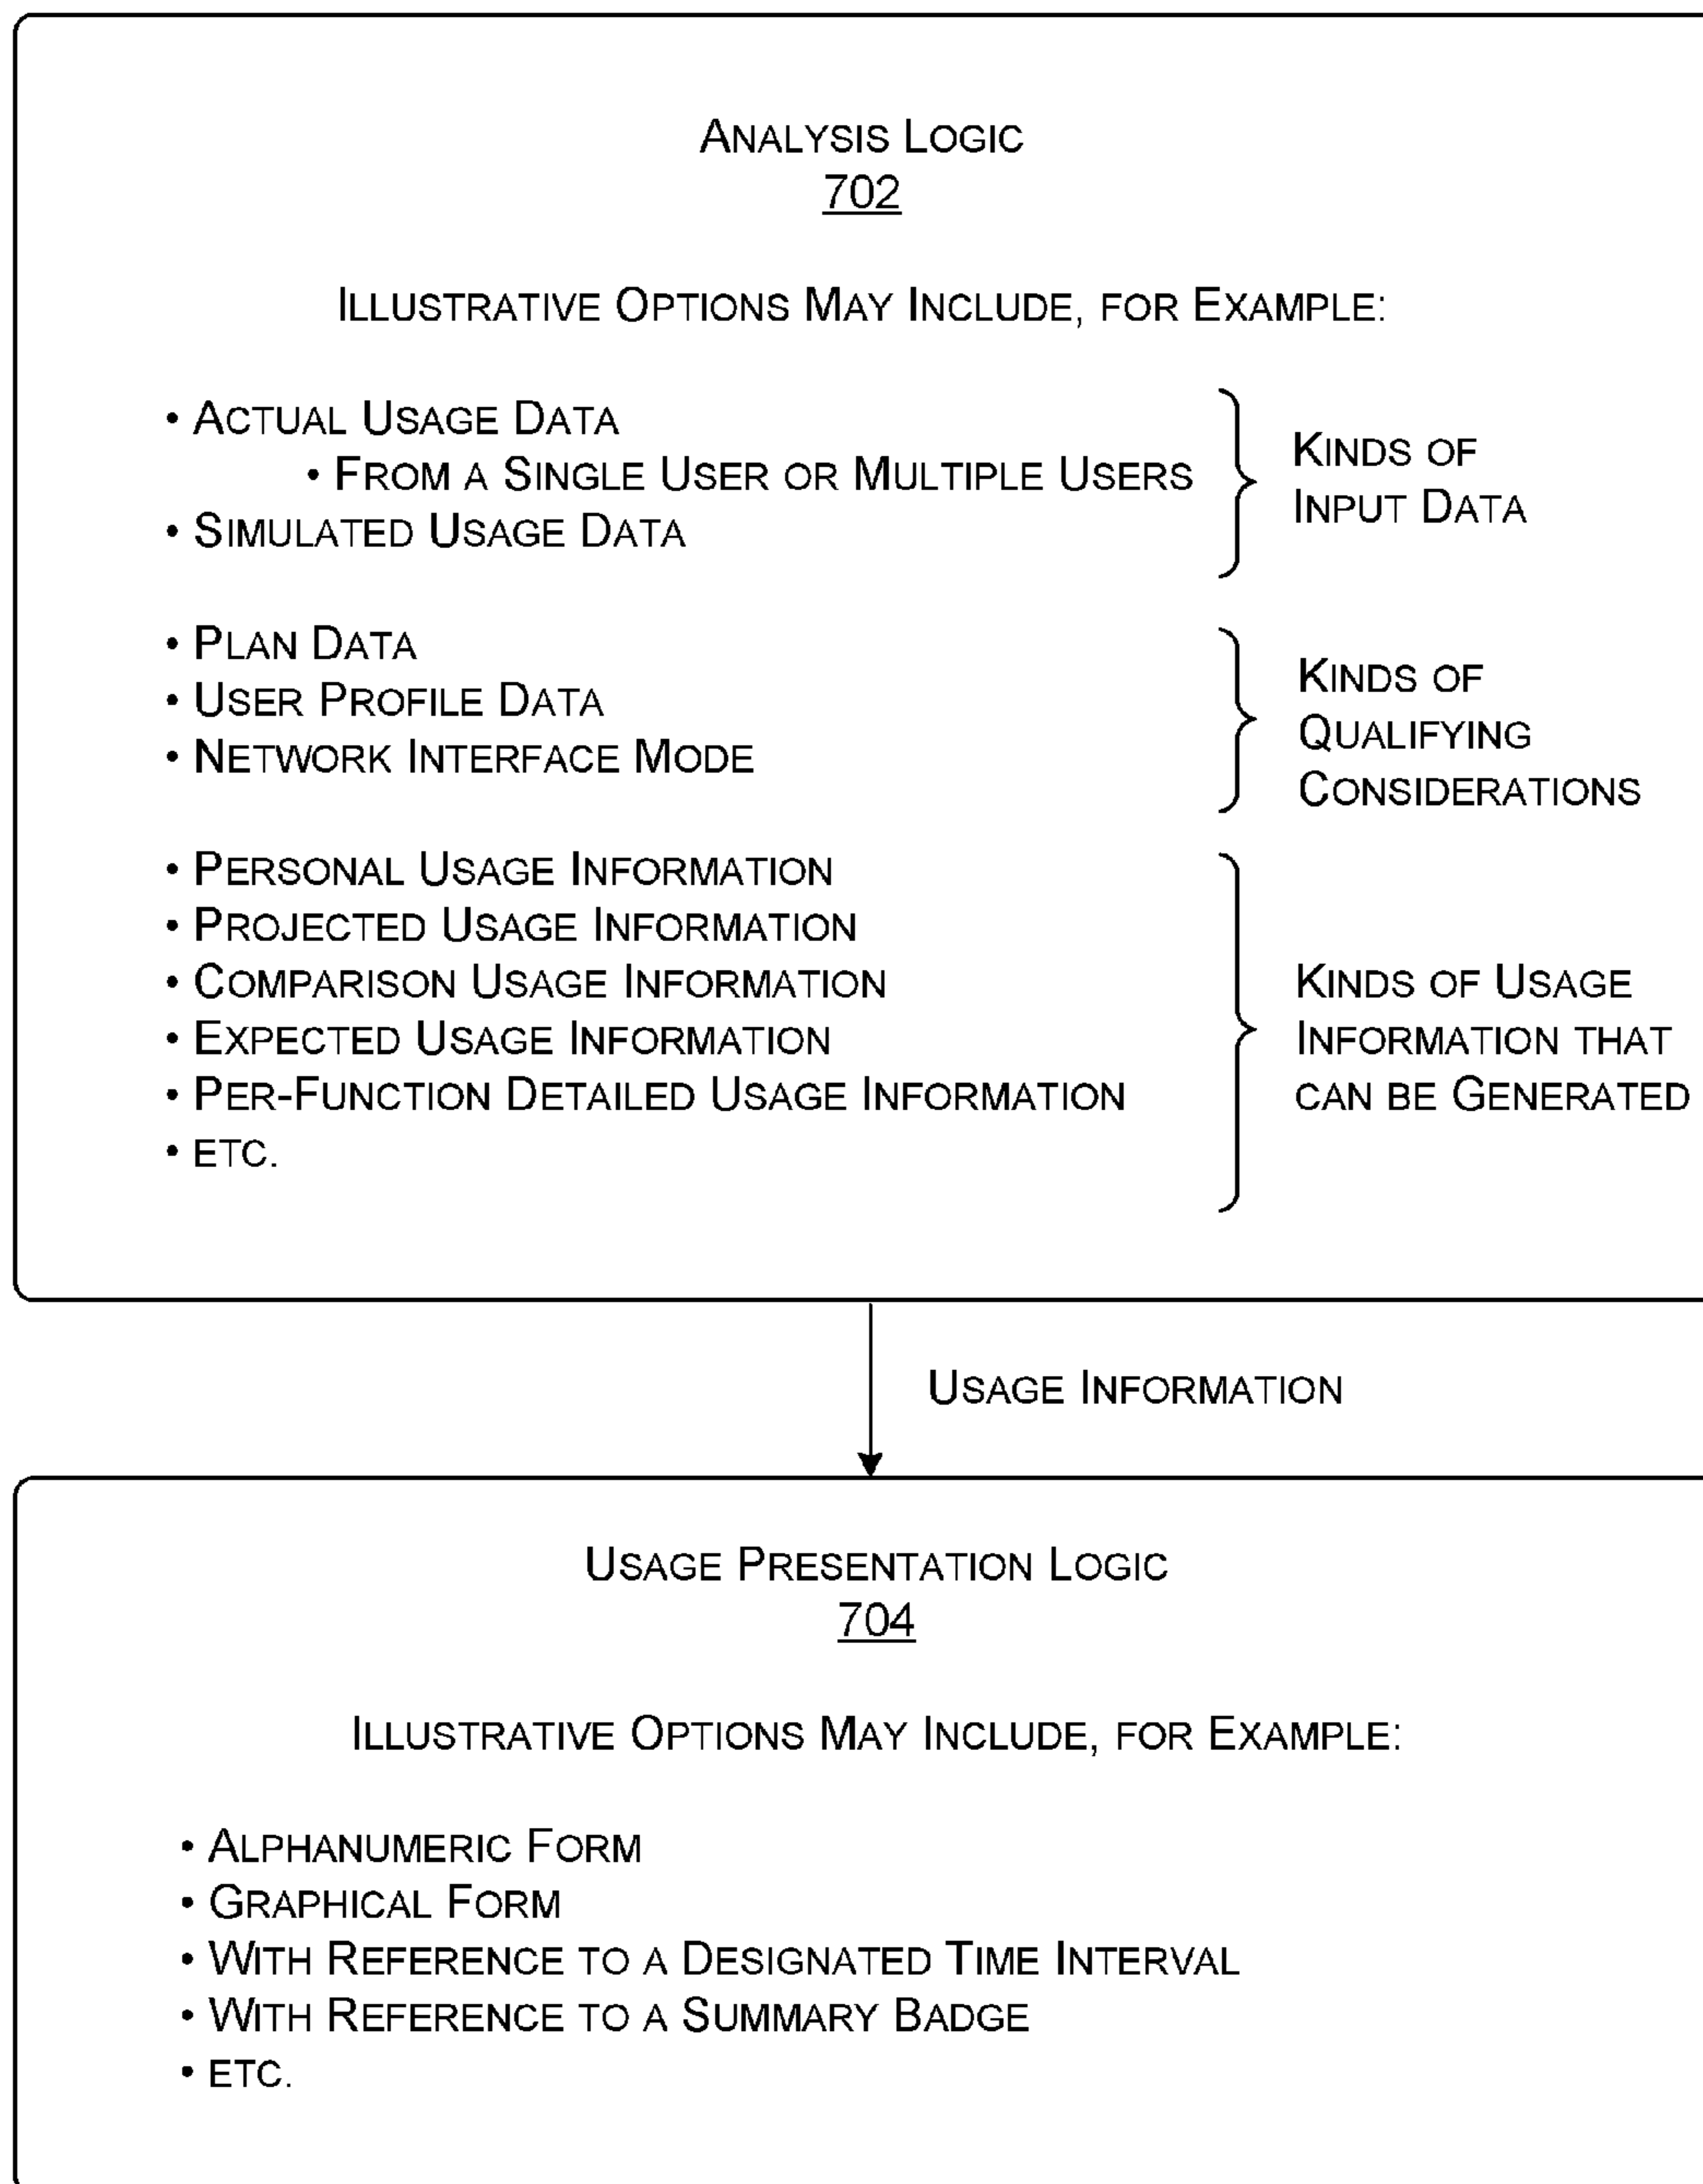 Analysis Logic
702
Illustrative Options May Include, for Example:
• Actual Usage Data
• From a Single User or Multiple Users
• Simulated Usage Data
Kinds of
Input Data
• Plan Data
• User Profile Data
• Network Interface Mode
Kinds of
Qualifying
Considerations
• Personal Usage Information
• Projected Usage Information
• Comparison Usage Information
• Expected Usage Information
• Per-Function Detailed Usage Information
• etc.
Kinds of Usage
Information that
can be Generated
Usage Information
Usage Presentation Logic
704
Illustrative Options May Include, for Example:
• Alphanumeric Form
• Graphical Form
• With Reference to a Designated Time Interval
• With Reference to a Summary Badge
• etc.